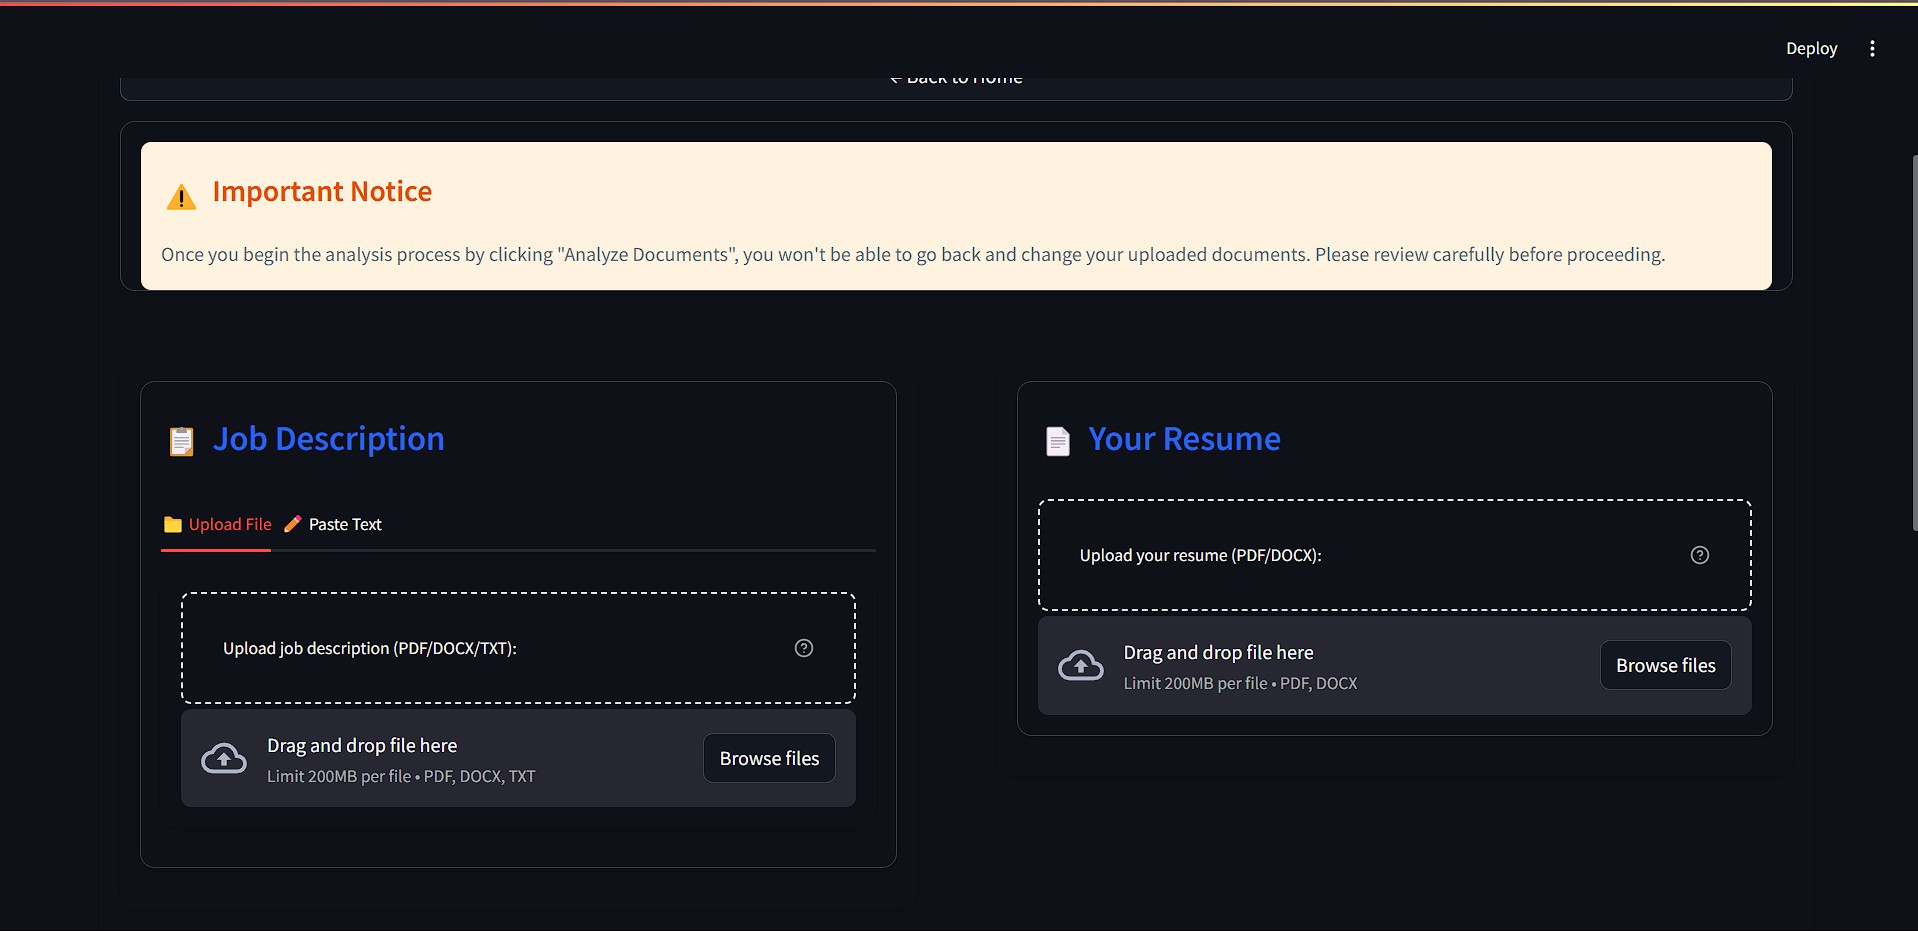 Deploy
← Back to Home
Important Notice
Once you begin the analysis process by clicking "Analyze Documents", you won't be able to go back and change your uploaded documents. Please review carefully before proceeding.
Job Description
Upload File Paste Text
Upload job description (PDF/DOCX/TXT):
Drag and drop file here
Limit 200MB per file • PDF, DOCX, TXT
Browse files
Your Resume
Upload your resume (PDF/DOCX):
Drag and drop file here
Limit 200MB per file • PDF, DOCX
Browse files